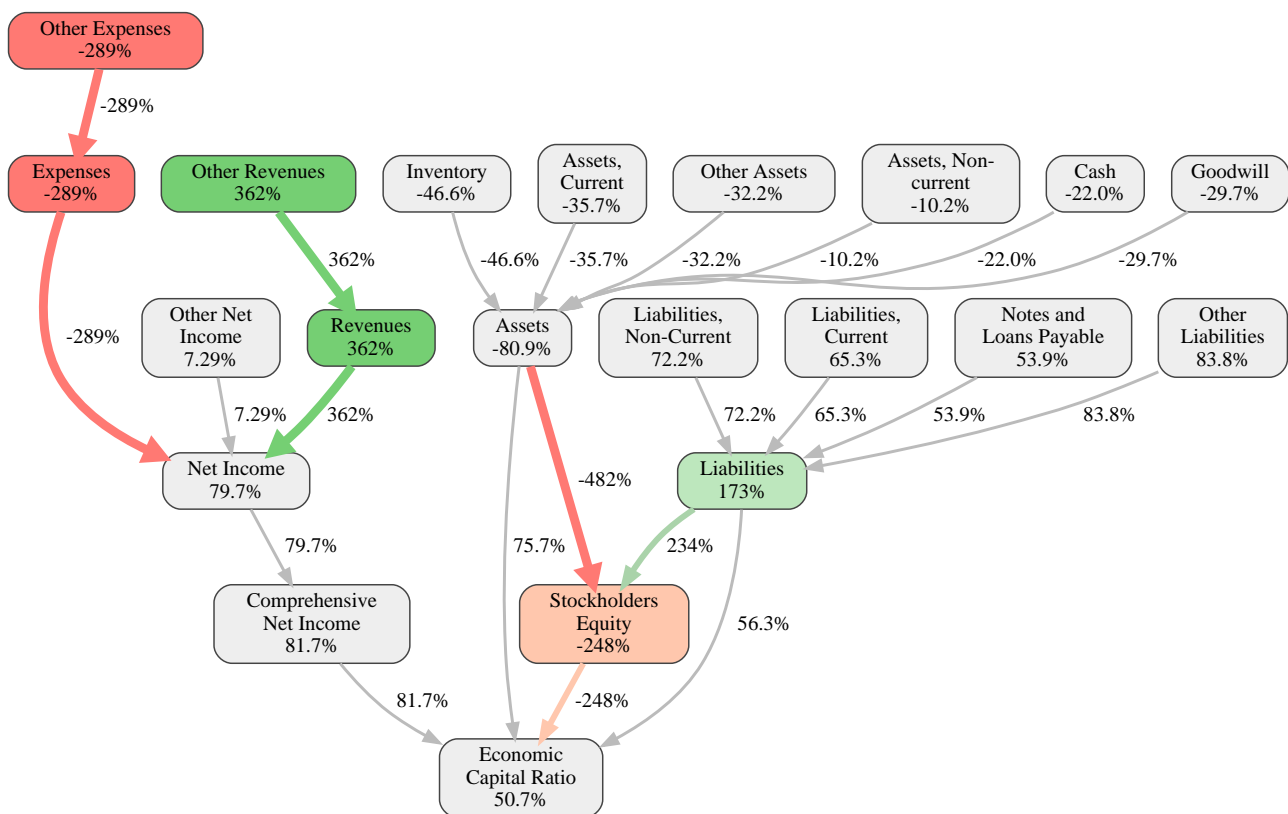 Other Expenses
-289%
-289%
Expenses
-289%
Other Revenues
362%
Inventory
-46.6%
Assets,
Current
-35.7%
Other Assets
-32.2%
Assets, Non-
current
-10.2%
Cash
-22.0%
Goodwill
-29.7%
362%
-46.6%
-35.7%
-32.2%
-10.2%
-22.0%
-29.7%
-289%
Other Net
Income
7.29%
Revenues
362%
Assets
-80.9%
Liabilities,
Non-Current
72.2%
Liabilities,
Current
65.3%
Notes and
Loans Payable
53.9%
Other
Liabilities
83.8%
7.29%
362%
72.2%
65.3%
53.9%
83.8%
Net Income
79.7%
-482%
Liabilities
173%
79.7%
75.7%
234%
Comprehensive
Net Income
81.7%
Stockholders
Equity
-248%
56.3%
81.7%
-248%
Economic
Capital Ratio
50.7%